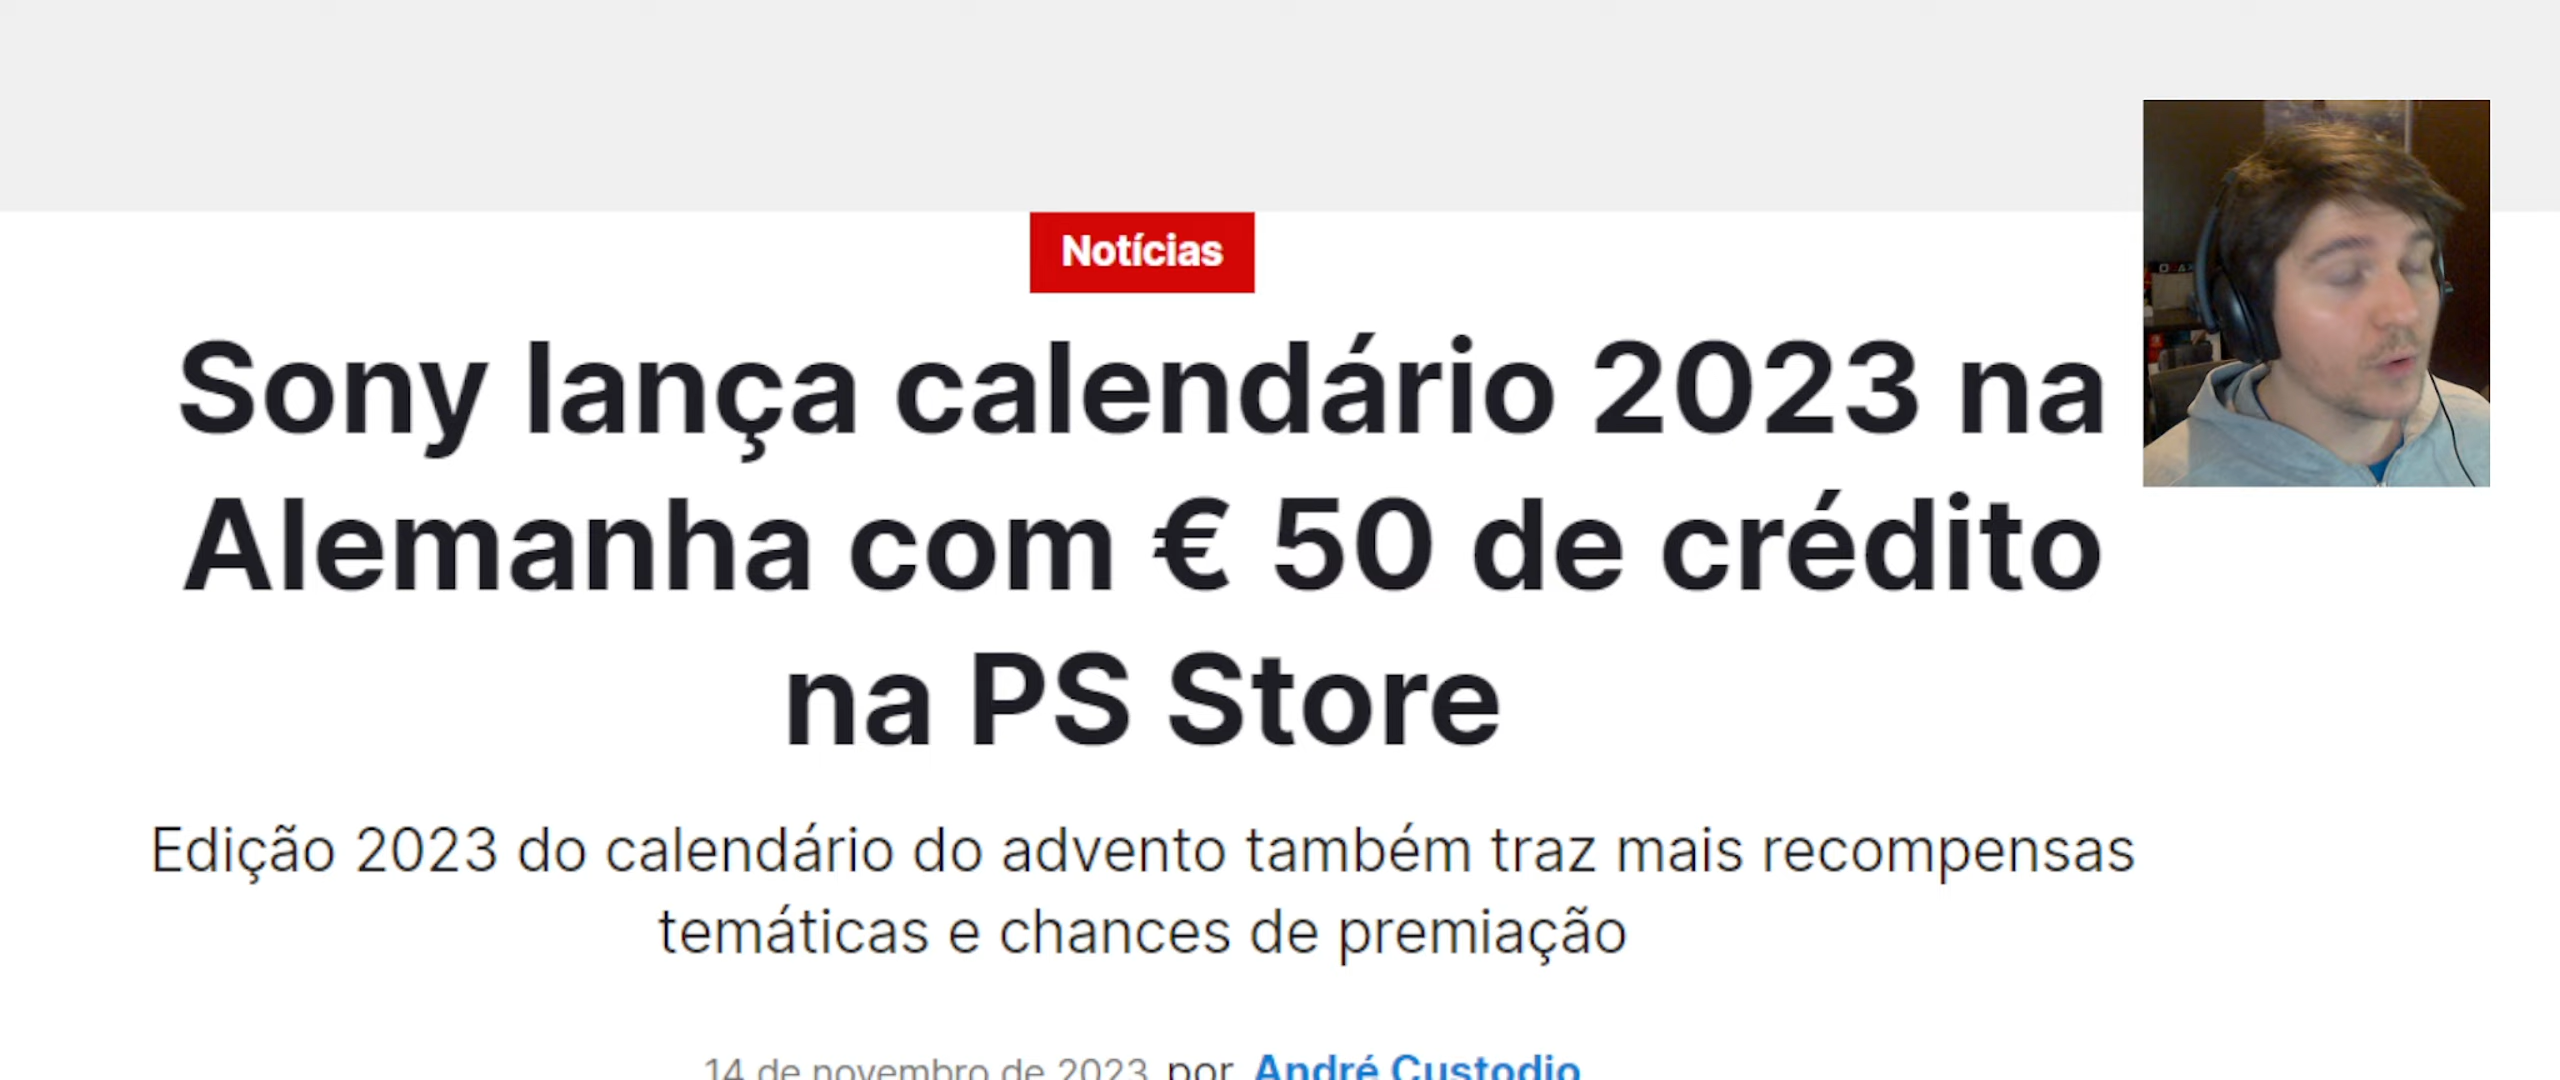 Notícias
Sony lança calendário 2023 na
Alemanha com € 50 de crédito
na PS Store
Edição 2023 do calendário do advento também traz mais recompensas
temáticas e chances de premiação
14 de novembro de 2023 por André Custodio